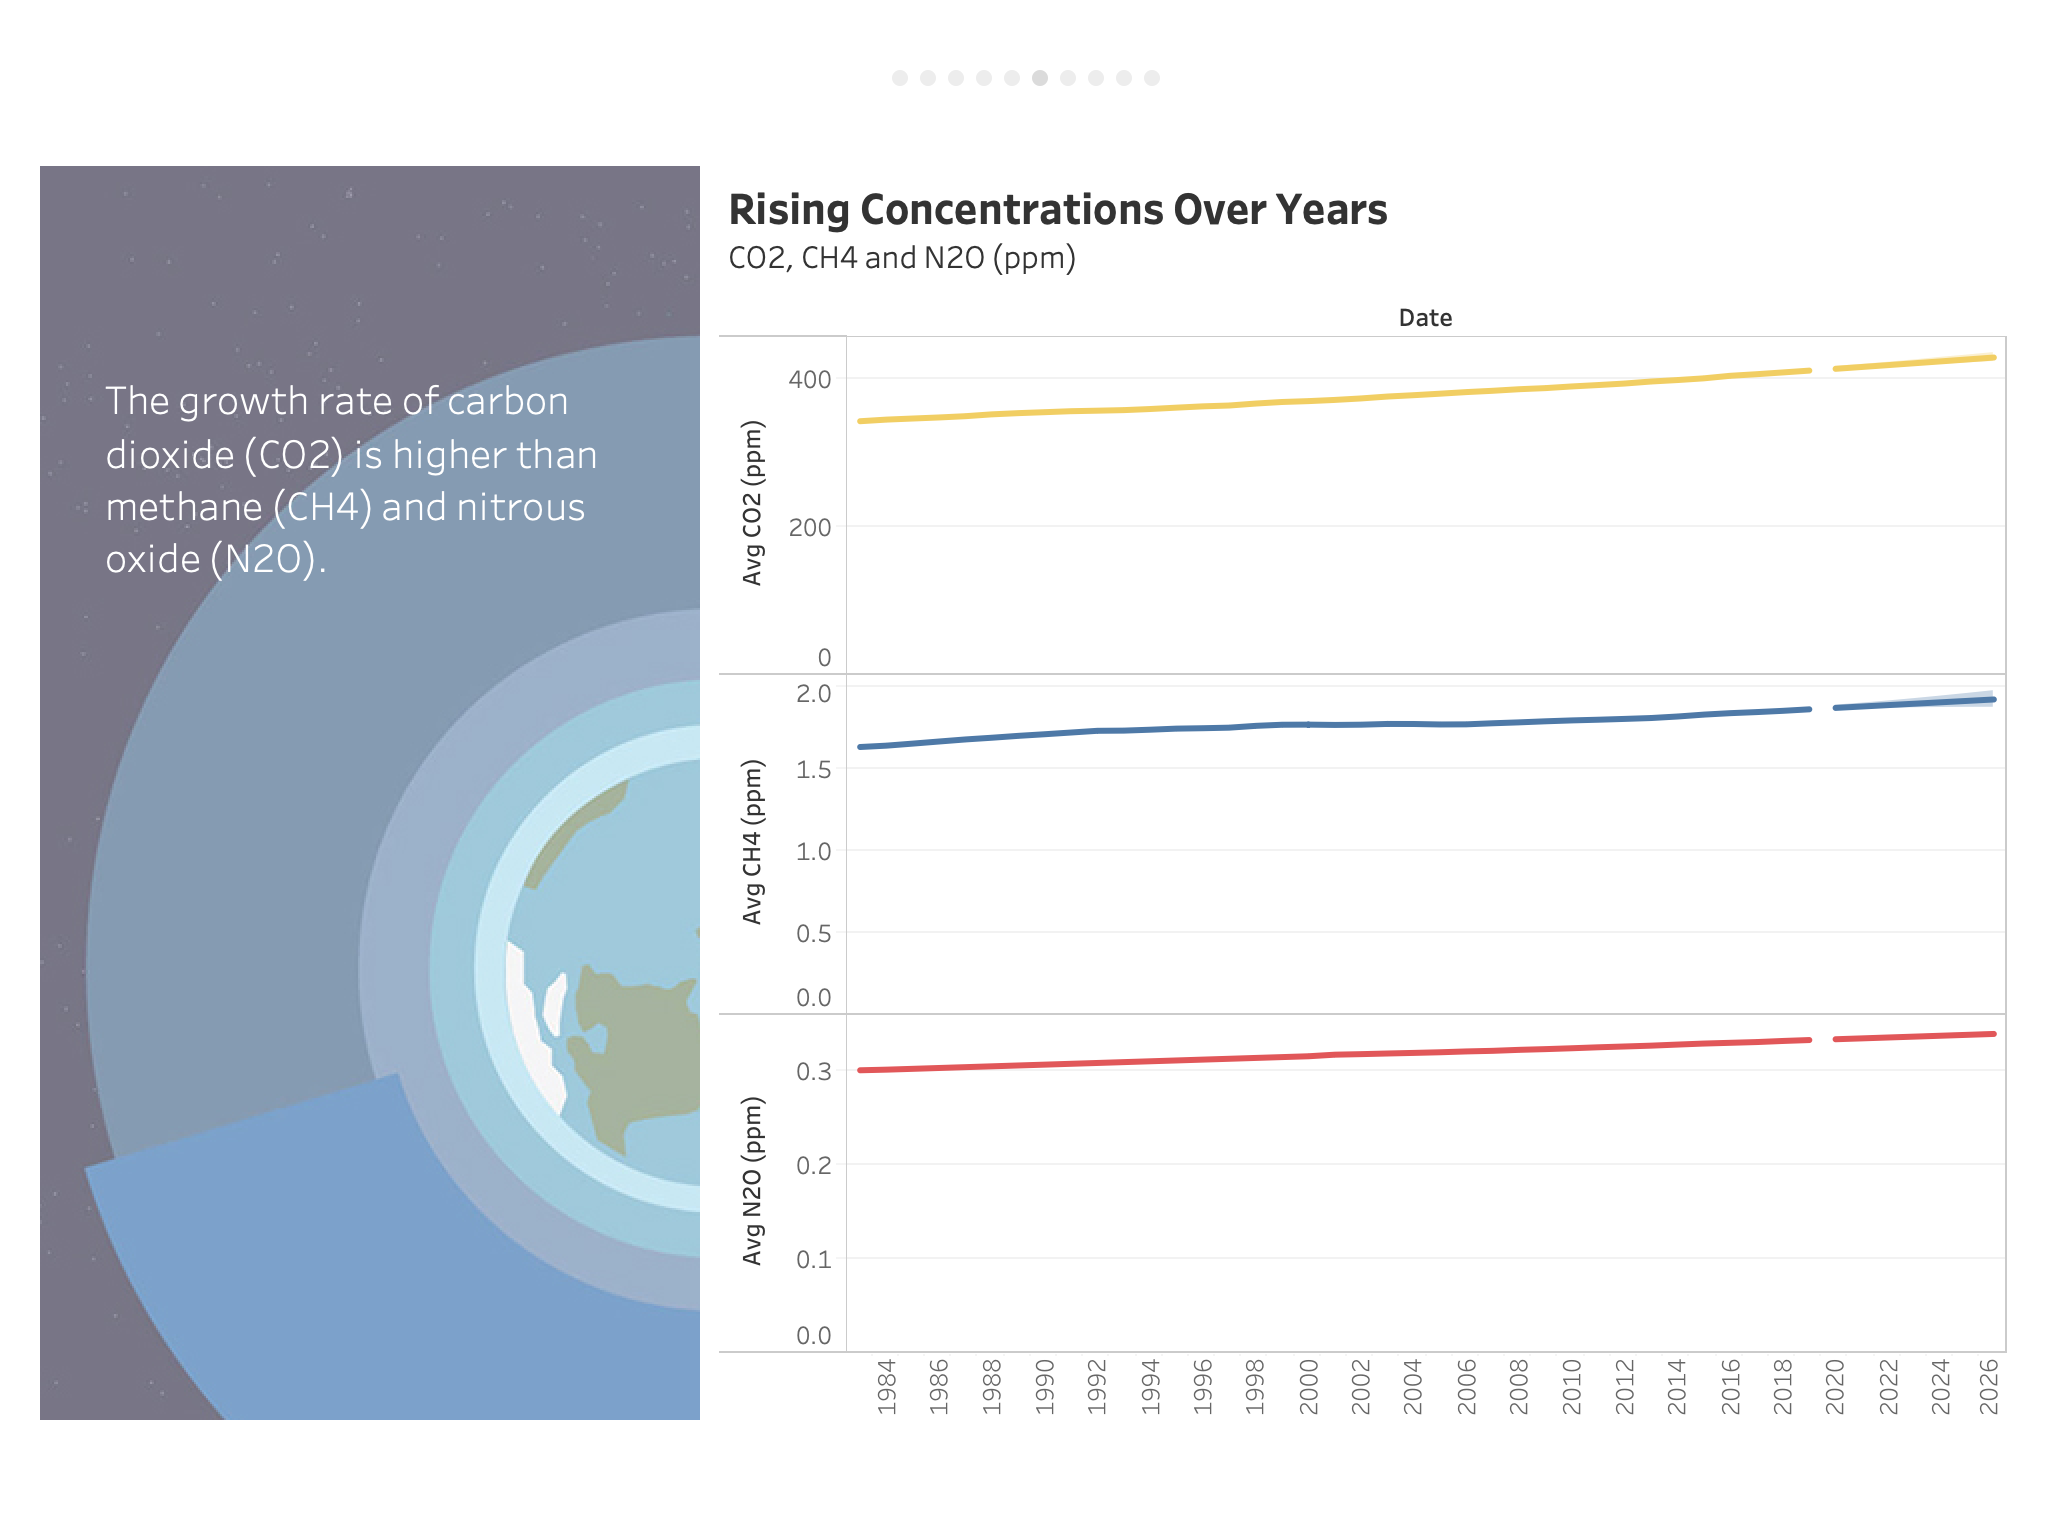 The growth rate of carbon
dioxide (CO2) is higher than
methane (CH4) and nitrous
oxide (N2O).
Rising Concentrations Over Years
CO2, CH4 and N2O (ppm)
Date
Avg CO2 (ppm)
400
200
0
Avg CH4 (ppm)
2.0
1.5
1.0
0.5
0.0
Avg N2O (ppm)
0.3
0.2
0.1
0.0
1984 1986 1988 1990 1992 1994 1996 1998 2000 2002 2004 2006 2008 2010 2012 2014 2016 2018 2020 2022 2024 2026